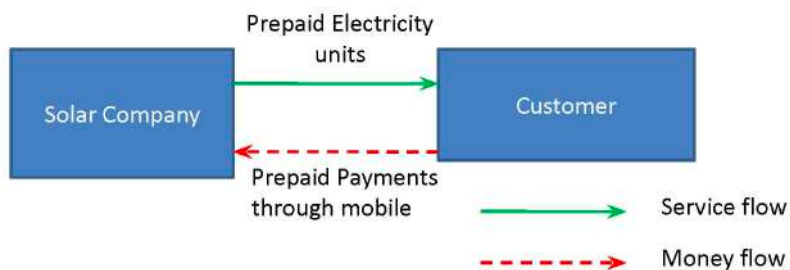 Prepaid Electricity
units
Solar Company
Customer
Prepaid Payments
through mobile
Service flow
Money flow